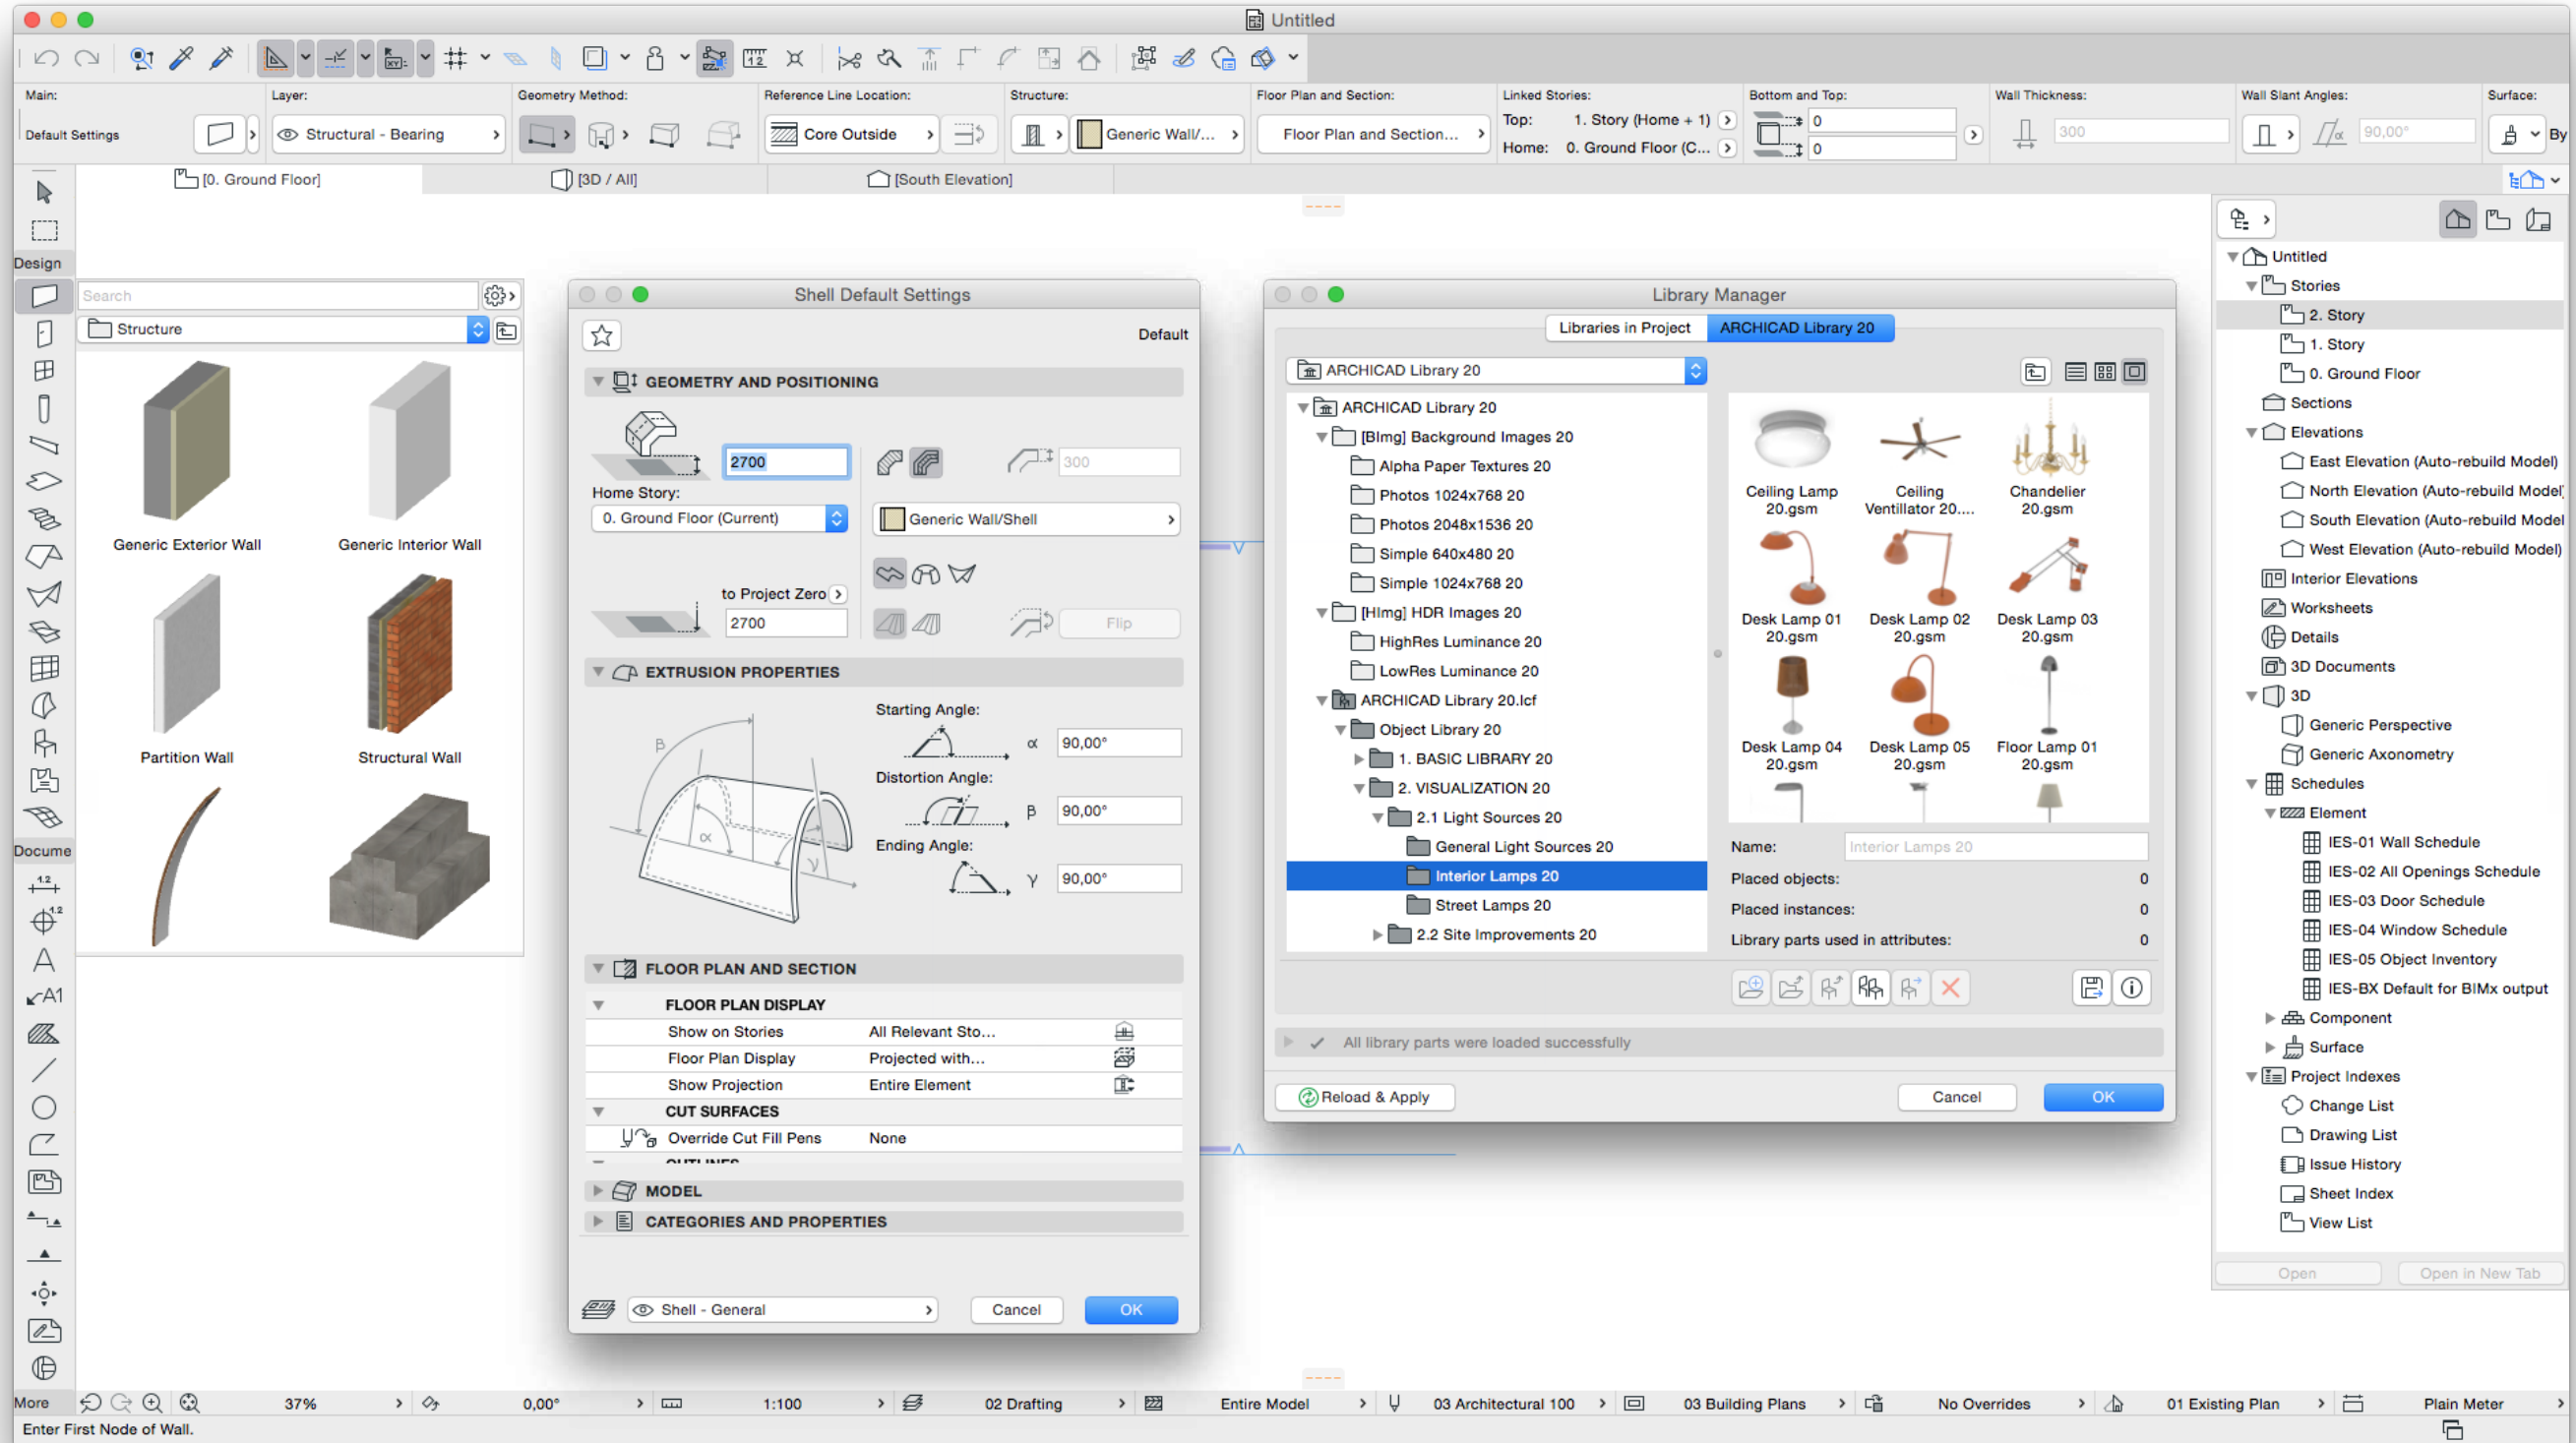 Untitled
Main:
Layer:
Geometry Method:
Reference Line Location:
Structure:
Floor Plan and Section:
Linked Stories:
Bottom and Top:
Wall Thickness:
Wall Slant Angles:
Surface:
Default Settings
Structural - Bearing
Core Outside
Generic Wall/...
Floor Plan and Section...
Top: 1. Story (Home + 1)
Home: 0. Ground Floor (C...
0
0
300
90,00°
By
[0. Ground Floor]
[3D / All]
[South Elevation]
Design
Docume
More
Search
Structure
Generic Exterior Wall
Generic Interior Wall
Partition Wall
Structural Wall
Shell Default Settings
Default
GEOMETRY AND POSITIONING
2700
300
Home Story:
0. Ground Floor (Current)
Generic Wall/Shell
to Project Zero
2700
Flip
EXTRUSION PROPERTIES
Starting Angle:
α 90,00°
Distortion Angle:
β 90,00°
Ending Angle:
γ 90,00°
β
α
γ
FLOOR PLAN AND SECTION
FLOOR PLAN DISPLAY
Show on Stories All Relevant Sto...
Floor Plan Display Projected with...
Show Projection Entire Element
CUT SURFACES
Override Cut Fill Pens None
OUTLINES
MODEL
CATEGORIES AND PROPERTIES
Shell - General
Cancel
OK
Library Manager
Libraries in Project
ARCHICAD Library 20
ARCHICAD Library 20
ARCHICAD Library 20
[BImg] Background Images 20
Alpha Paper Textures 20
Photos 1024x768 20
Photos 2048x1536 20
Simple 640x480 20
Simple 1024x768 20
[HImg] HDR Images 20
HighRes Luminance 20
LowRes Luminance 20
ARCHICAD Library 20.lcf
Object Library 20
1. BASIC LIBRARY 20
2. VISUALIZATION 20
2.1 Light Sources 20
General Light Sources 20
Interior Lamps 20
Street Lamps 20
2.2 Site Improvements 20
Ceiling Lamp
20.gsm
Ceiling
Ventillator 20....
Chandelier
20.gsm
Desk Lamp 01
20.gsm
Desk Lamp 02
20.gsm
Desk Lamp 03
20.gsm
Desk Lamp 04
20.gsm
Desk Lamp 05
20.gsm
Floor Lamp 01
20.gsm
Name: Interior Lamps 20
Placed objects: 0
Placed instances: 0
Library parts used in attributes: 0
All library parts were loaded successfully
Reload & Apply
Cancel
OK
Untitled
Stories
2. Story
1. Story
0. Ground Floor
Sections
Elevations
East Elevation (Auto-rebuild Model)
North Elevation (Auto-rebuild Model
South Elevation (Auto-rebuild Model
West Elevation (Auto-rebuild Model)
Interior Elevations
Worksheets
Details
3D Documents
3D
Generic Perspective
Generic Axonometry
Schedules
Element
IES-01 Wall Schedule
IES-02 All Openings Schedule
IES-03 Door Schedule
IES-04 Window Schedule
IES-05 Object Inventory
IES-BX Default for BIMx output
Component
Surface
Project Indexes
Change List
Drawing List
Issue History
Sheet Index
View List
Open
Open in New Tab
37%
0,00°
1:100
02 Drafting
Entire Model
03 Architectural 100
03 Building Plans
No Overrides
01 Existing Plan
Plain Meter
Enter First Node of Wall.